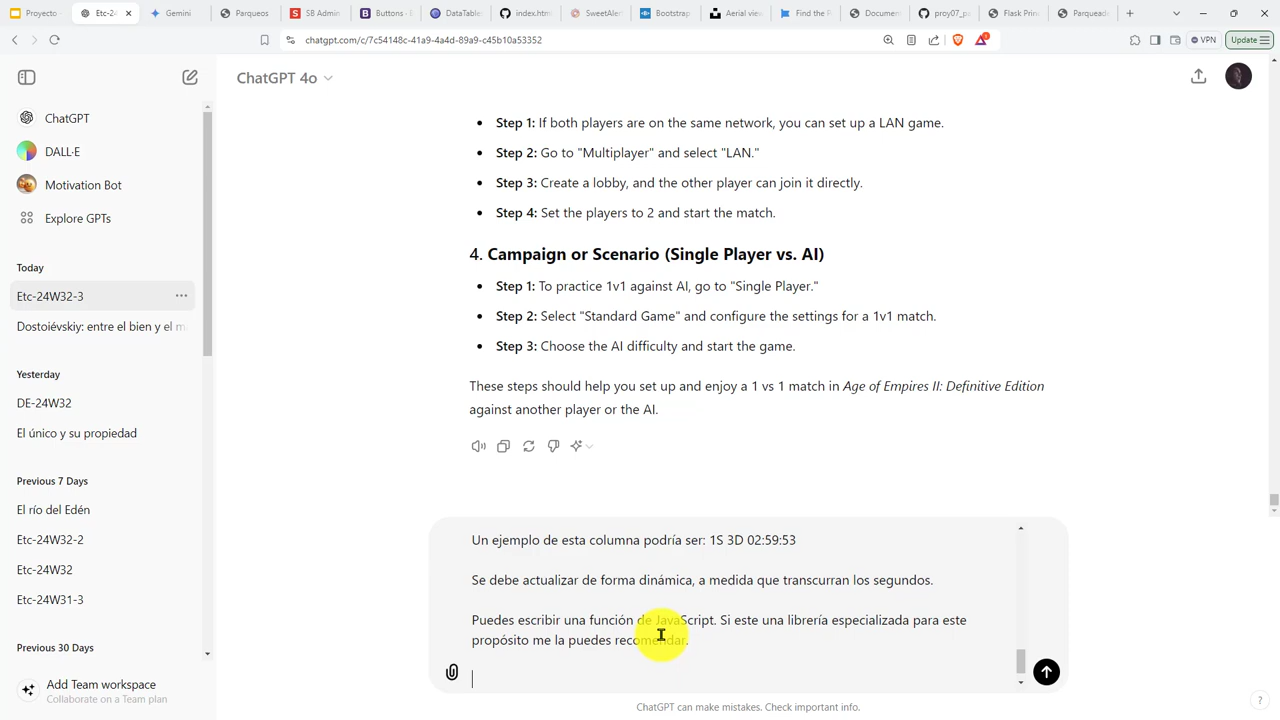 Proyecto
Etc-24
Gemini
Parqueos
SB Admin
Buttons -
DataTable
index.htm
SweetAler
Bootstrap
Aerial view
Find the P
Document
proy07_p
Flask Prin
Parquead
chatgpt.com/c/7c54148c-41a9-4a4d-89a9-c45b10a53352
1
VPN
Update
ChatGPT 4o
ChatGPT
DALL·E
Motivation Bot
Explore GPTs
Today
Etc-24W32-3
Dostoiévskiy: entre el bien y el m
Yesterday
DE-24W32
El único y su propiedad
Previous 7 Days
El río del Edén
Etc-24W32-2
Etc-24W32
Etc-24W31-3
Previous 30 Days
Add Team workspace
Collaborate on a Team plan
• Step 1: If both players are on the same network, you can set up a LAN game.
• Step 2: Go to "Multiplayer" and select "LAN."
• Step 3: Create a lobby, and the other player can join it directly.
• Step 4: Set the players to 2 and start the match.
4. Campaign or Scenario (Single Player vs. AI)
• Step 1: To practice 1v1 against AI, go to "Single Player."
• Step 2: Select "Standard Game" and configure the settings for a 1v1 match.
• Step 3: Choose the AI difficulty and start the game.
These steps should help you set up and enjoy a 1 vs 1 match in Age of Empires II: Definitive Edition
against another player or the AI.
Un ejemplo de esta columna podría ser: 1S 3D 02:59:53
Se debe actualizar de forma dinámica, a medida que transcurran los segundos.
Puedes escribir una función de JavaScript. Si este una librería especializada para este
propósito me la puedes recomendar.
ChatGPT can make mistakes. Check important info.
?